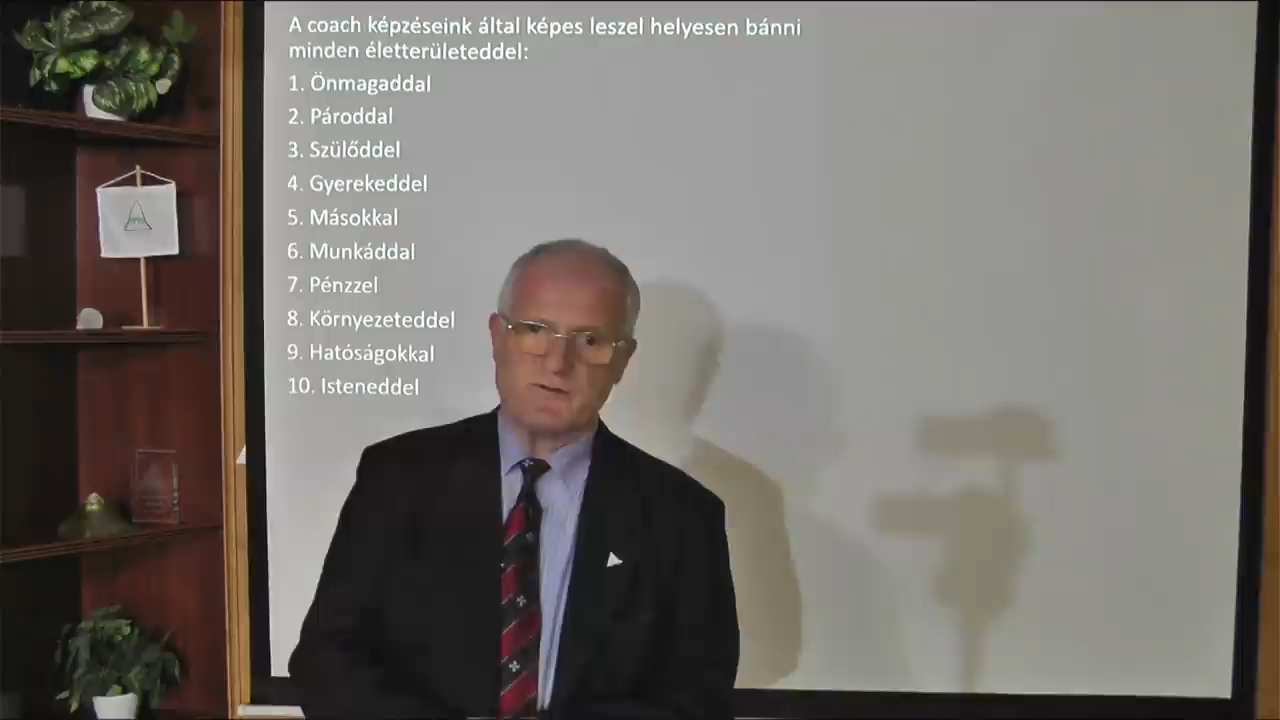 A coach képzéseink által képes leszel helyesen bánni
minden életterületeddel:
1. Önmagaddal
2. Pároddal
3. Szülőddel
4. Gyerekeddel
5. Másokkal
6. Munkáddal
7. Pénzzel
8. Környezeteddel
9. Hatóságokkal
10. Isteneddel